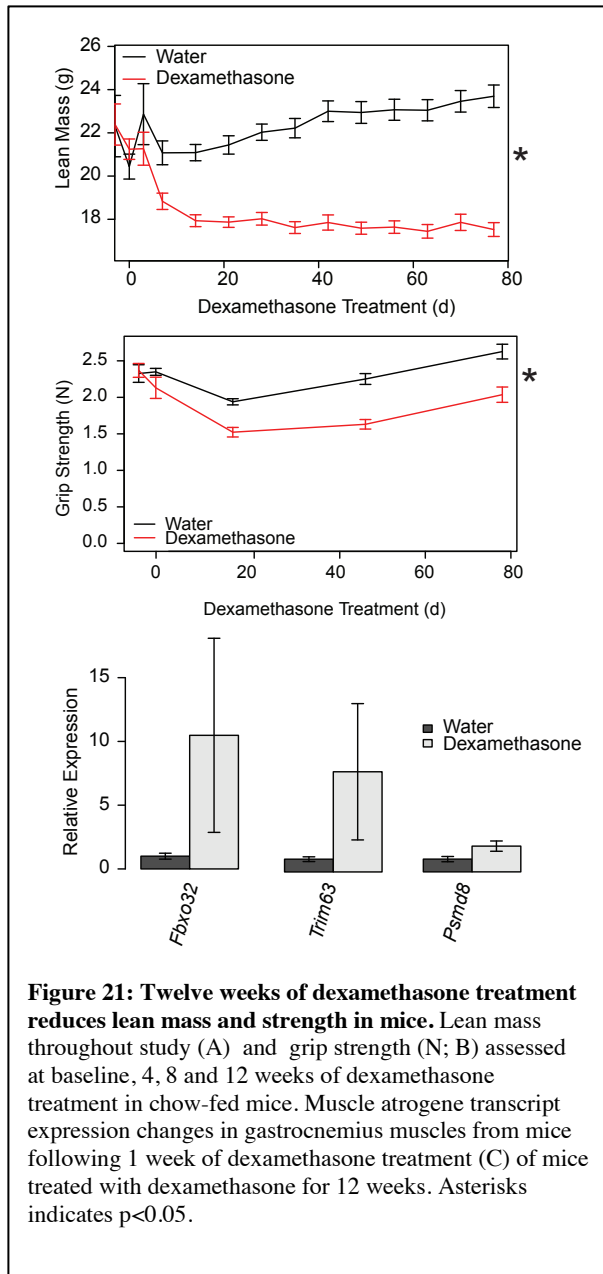 26
24
22
20
18
Lean Mass (g)
Water
Dexamethasone
*
0
20
40
60
80
Dexamethasone Treatment (d)
2.5
2.0
1.5
1.0
0.5
0.0
Grip Strength (N)
*
Water
Dexamethasone
0
20
40
60
80
Dexamethasone Treatment (d)
15
10
5
0
Relative Expression
Water
Dexamethasone
Fbxo32
Trim63
Psmd8
Figure 21: Twelve weeks of dexamethasone treatment
reduces lean mass and strength in mice. Lean mass
throughout study (A) and grip strength (N; B) assessed
at baseline, 4, 8 and 12 weeks of dexamethasone
treatment in chow-fed mice. Muscle atrogene transcript
expression changes in gastrocnemius muscles from mice
following 1 week of dexamethasone treatment (C) of mice
treated with dexamethasone for 12 weeks. Asterisks
indicates p<0.05.